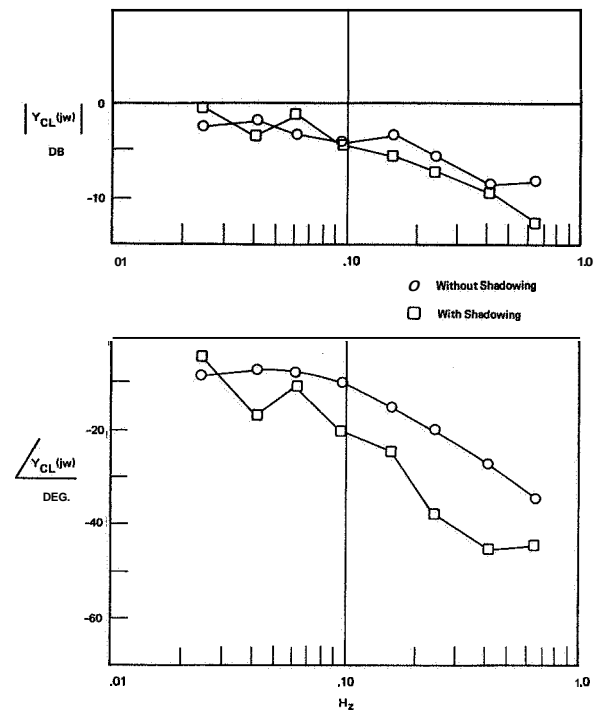 0
|Y_CL(jw)|
DB
-10
01 .10 1.0
Without Shadowing
With Shadowing
-20
Y_CL(jw)
DEG.
-40
-60
.01 .10 1.0
Hz